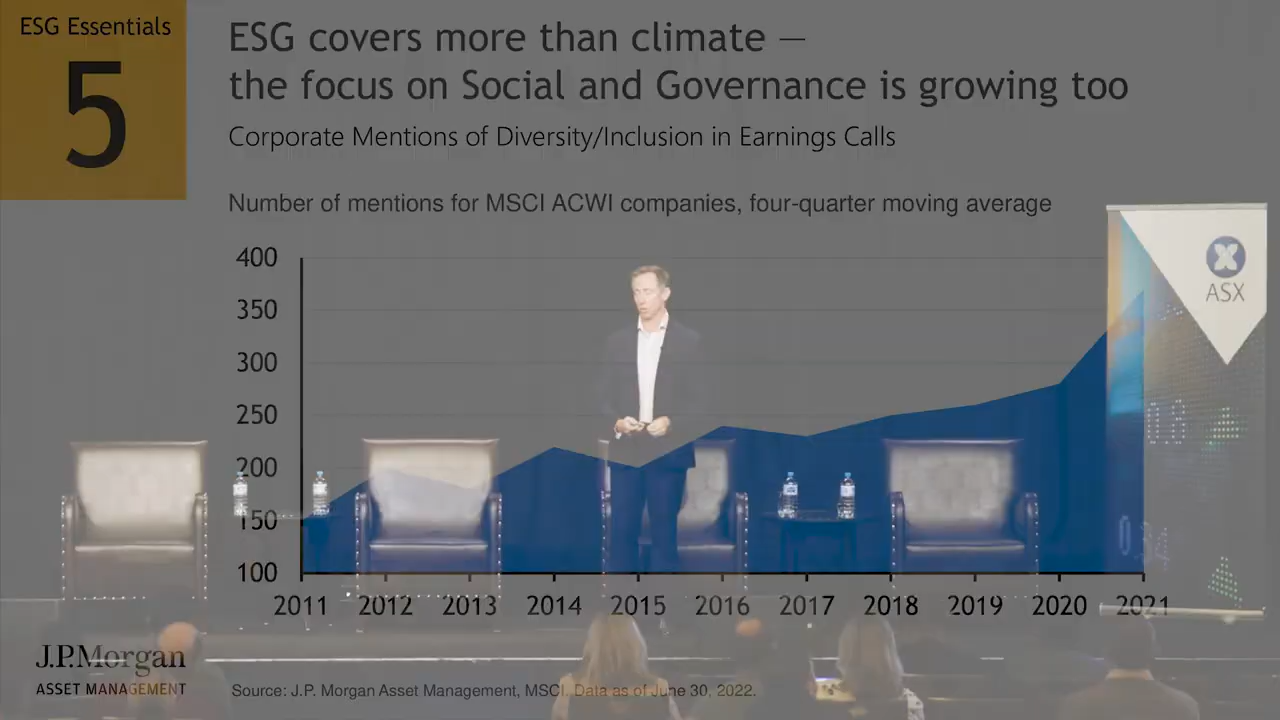 ESG Essentials
5
ESG covers more than climate –
the focus on Social and Governance is growing too
Corporate Mentions of Diversity/Inclusion in Earnings Calls
Number of mentions for MSCI ACWI companies, four-quarter moving average
400
350
300
250
200
150
100
2011 2012 2013 2014 2015 2016 2017 2018 2019 2020 2021
ASX
J.P.Morgan
ASSET MANAGEMENT
Source: J.P. Morgan Asset Management, MSCI. Data as of June 30, 2022.